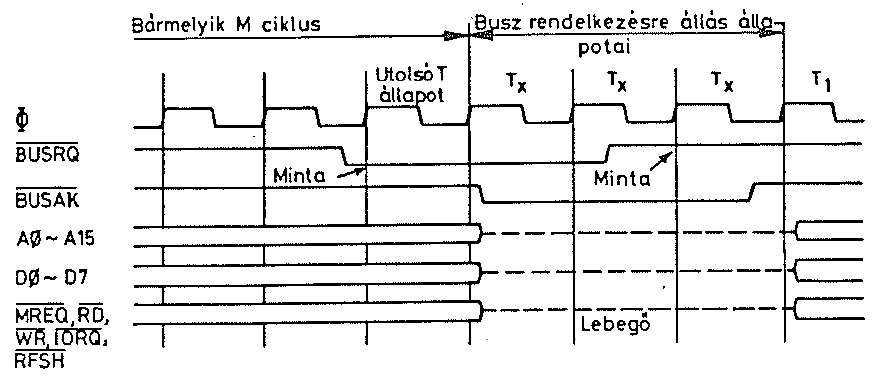 Bármelyik M ciklus
Busz rendelkezésre állás álla-
potai
Utolsó T
állapot
Tx
Tx
Tx
T1
Φ
BUSRQ
Minta
Minta
BUSAK
AØ~A15
DØ~D7
MREQ, RD,
WR, IORQ,
RFSH
Lebegő